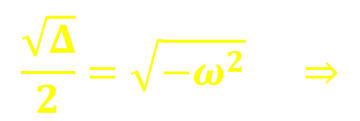 √Δ/2 = √(-ω²) ⇒